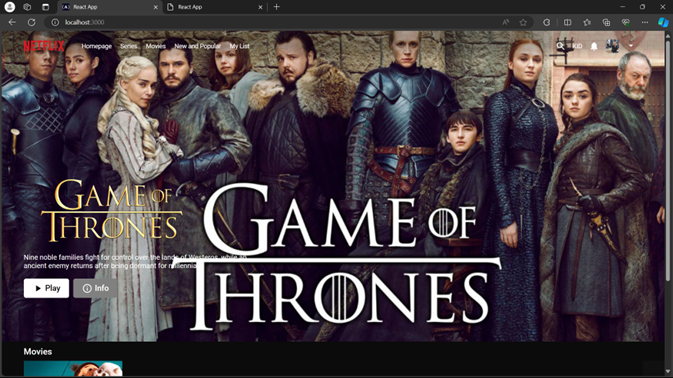 React App
React App
localhost:3000
NETFLIX Homepage Series Movies New and Popular My List KID
GAME OF
THRONES
GAME OF
THRONES
Nine noble families fight for control over the lands of Westeros, while an
ancient enemy returns after being dormant for millennia.
Play Info
Movies